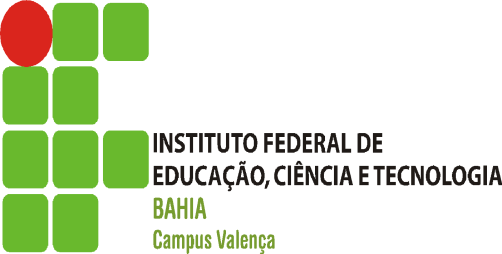 INSTITUTO FEDERAL DE
EDUCAÇÃO, CIÊNCIA E TECNOLOGIA
BAHIA
Campus Valença